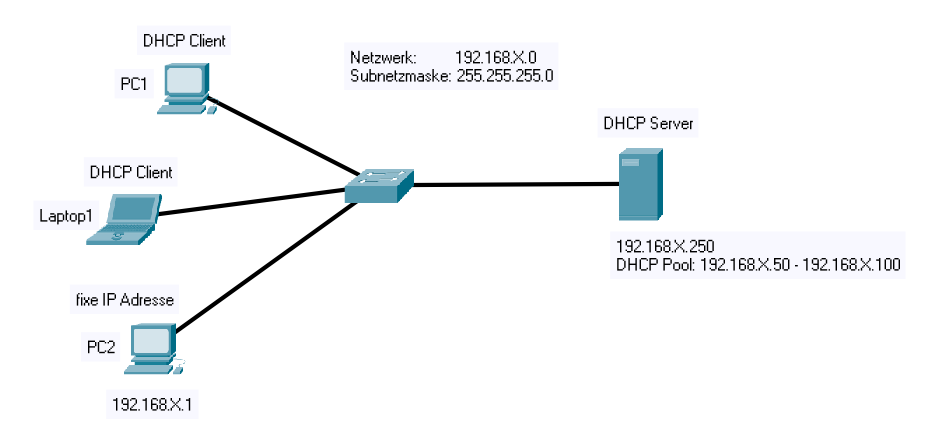 DHCP Client
PC1
Netzwerk: 192.168.X.0
Subnetzmaske: 255.255.255.0
DHCP Server
DHCP Client
Laptop1
192.168.X.250
DHCP Pool: 192.168.X.50 - 192.168.X.100
fixe IP Adresse
PC2
192.168.X.1